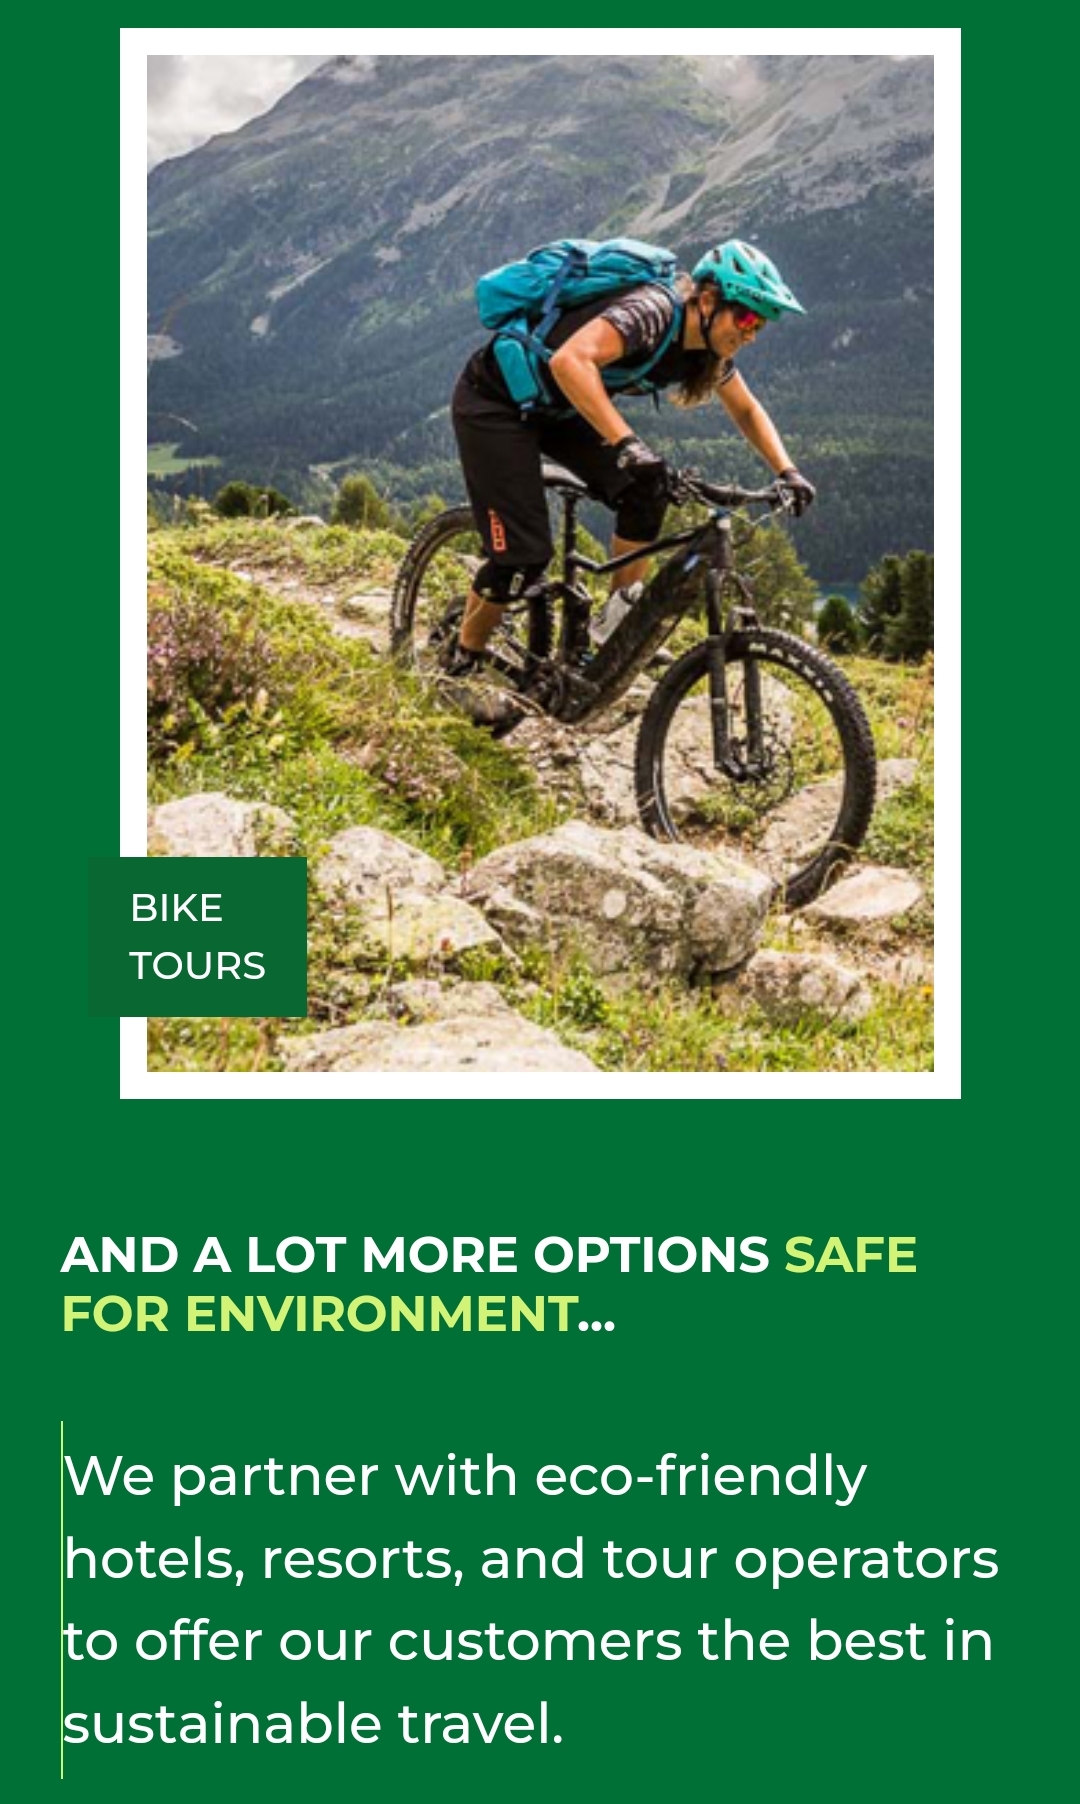 BIKE
TOURS
AND A LOT MORE OPTIONS SAFE
FOR ENVIRONMENT...
We partner with eco-friendly
hotels, resorts, and tour operators
to offer our customers the best in
sustainable travel.